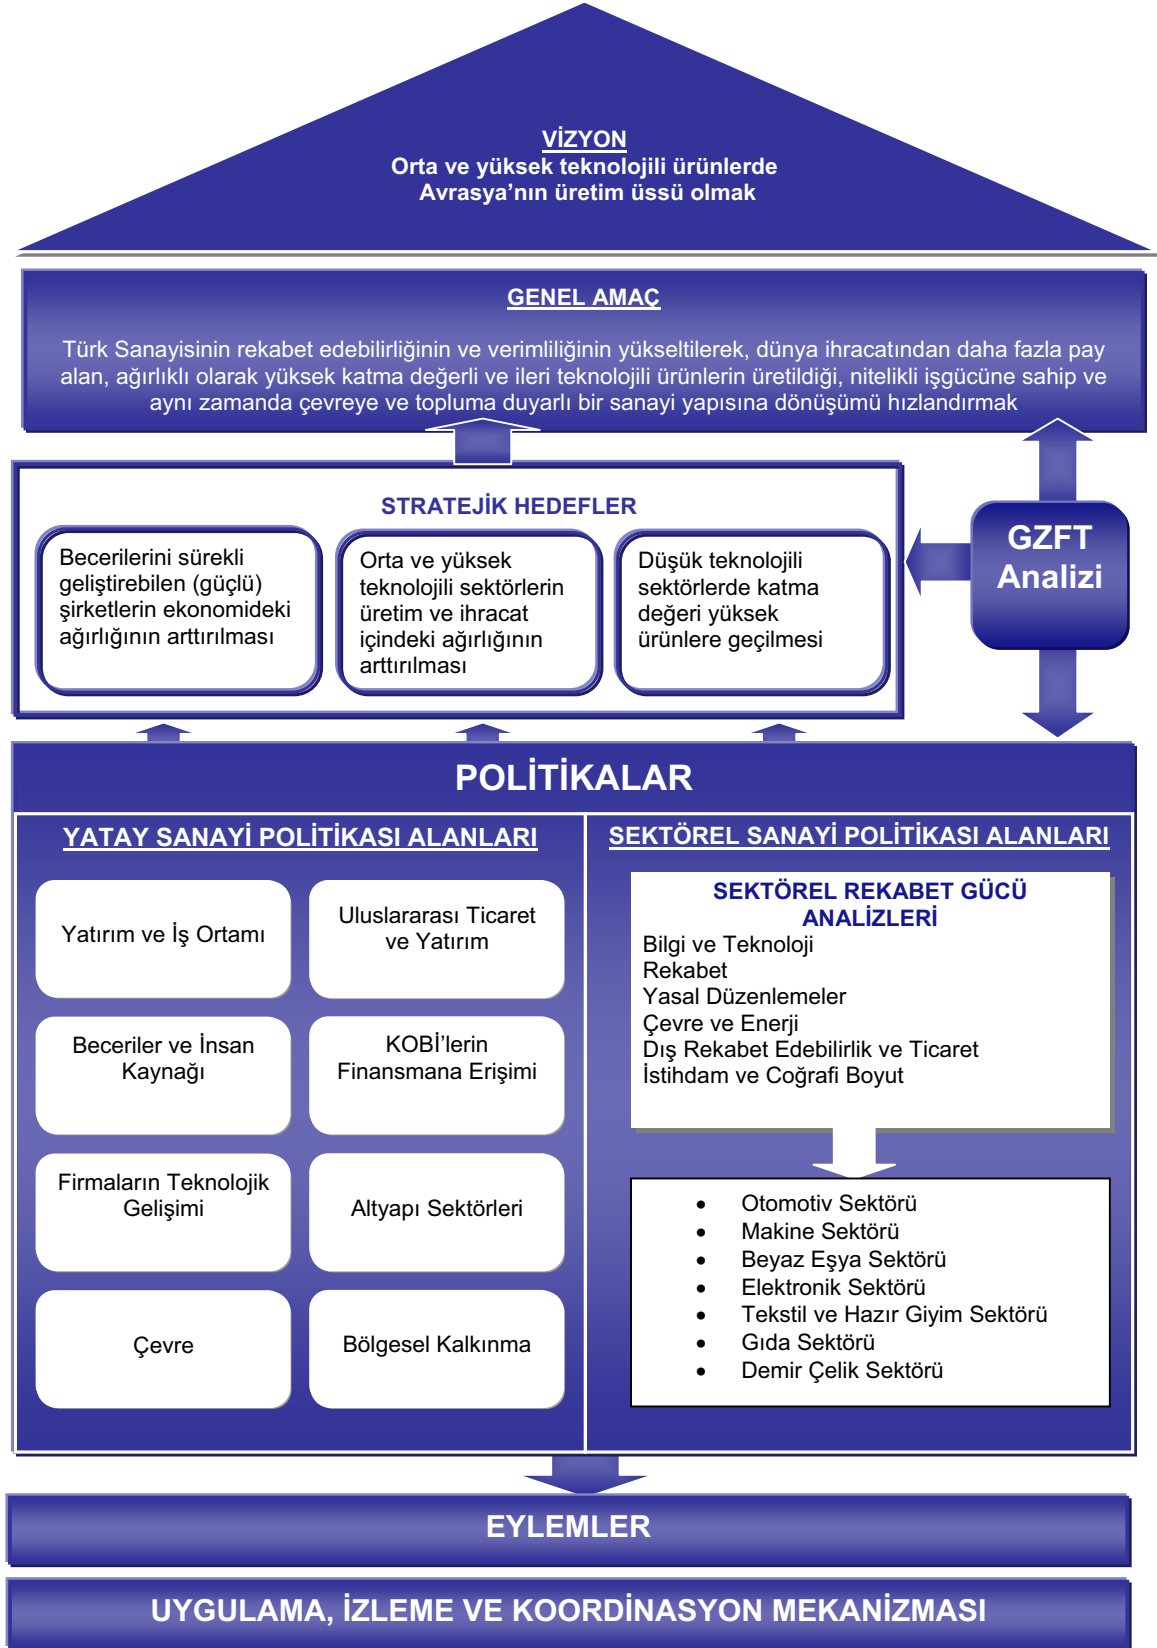 VİZYON
Orta ve yüksek teknolojili ürünlerde
Avrasya’nın üretim üssü olmak
GENEL AMAÇ
Türk Sanayisinin rekabet edebilirliğinin ve verimliliğinin yükseltilerek, dünya ihracatından daha fazla pay
alan, ağırlıklı olarak yüksek katma değerli ve ileri teknolojili ürünlerin üretildiği, nitelikli işgücüne sahip ve
aynı zamanda çevreye ve topluma duyarlı bir sanayi yapısına dönüşümü hızlandırmak
STRATEJİK HEDEFLER
Becerilerini sürekli
geliştirebilen (güçlü)
şirketlerin ekonomideki
ağırlığının arttırılması
Orta ve yüksek
teknolojili sektörlerin
üretim ve ihracat
içindeki ağırlığının
arttırılması
Düşük teknolojili
sektörlerde katma
değeri yüksek
ürünlere geçilmesi
GZFT
Analizi
POLİTİKALAR
YATAY SANAYİ POLİTİKASI ALANLARI
Yatırım ve İş Ortamı
Uluslararası Ticaret
ve Yatırım
Beceriler ve İnsan
Kaynağı
KOBİ’lerin
Finansmana Erişimi
Firmaların Teknolojik
Gelişimi
Altyapı Sektörleri
Çevre
Bölgesel Kalkınma
SEKTÖREL SANAYİ POLİTİKASI ALANLARI
SEKTÖREL REKABET GÜCÜ
ANALİZLERİ
Bilgi ve Teknoloji
Rekabet
Yasal Düzenlemeler
Çevre ve Enerji
Dış Rekabet Edebilirlik ve Ticaret
İstihdam ve Coğrafi Boyut
• Otomotiv Sektörü
• Makine Sektörü
• Beyaz Eşya Sektörü
• Elektronik Sektörü
• Tekstil ve Hazır Giyim Sektörü
• Gıda Sektörü
• Demir Çelik Sektörü
EYLEMLER
UYGULAMA, İZLEME VE KOORDİNASYON MEKANİZMASI